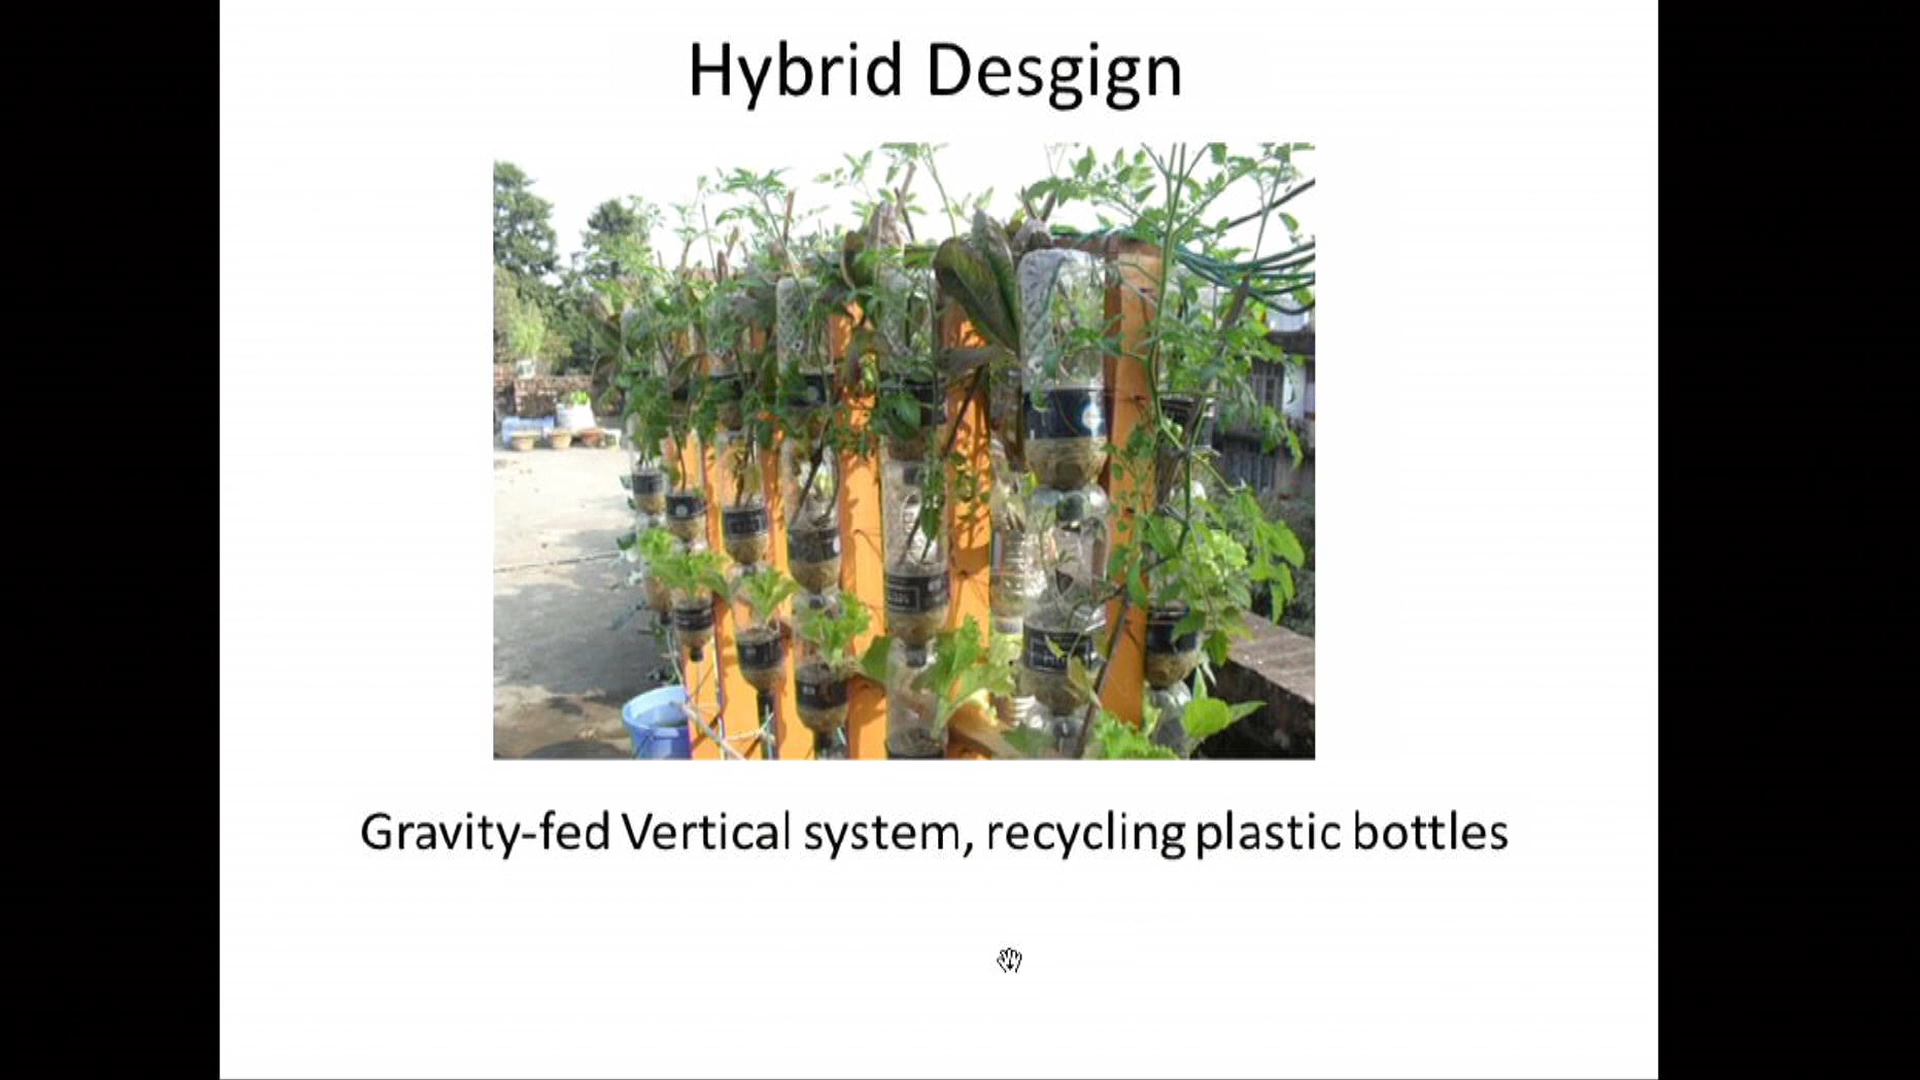 Hybrid Desgign
Gravity-fed Vertical system, recycling plastic bottles